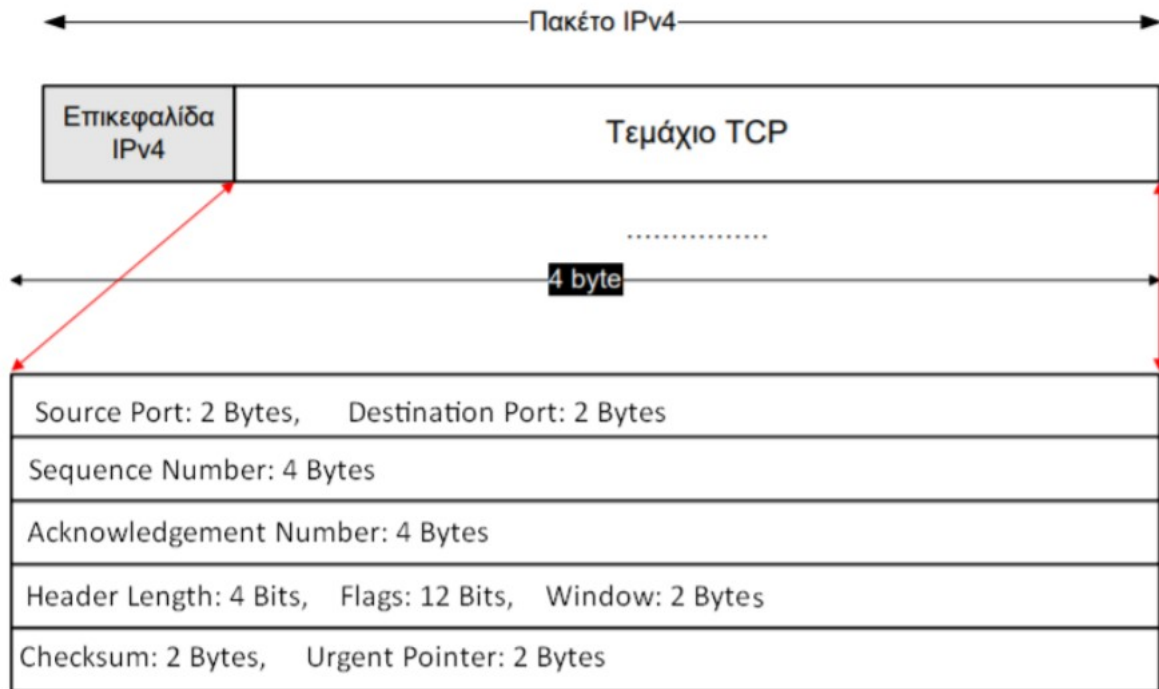 Πακέτο IPv4
Επικεφαλίδα
IPv4
Τεμάχιο TCP
................
4 byte
Source Port: 2 Bytes, Destination Port: 2 Bytes
Sequence Number: 4 Bytes
Acknowledgement Number: 4 Bytes
Header Length: 4 Bits, Flags: 12 Bits, Window: 2 Bytes
Checksum: 2 Bytes, Urgent Pointer: 2 Bytes